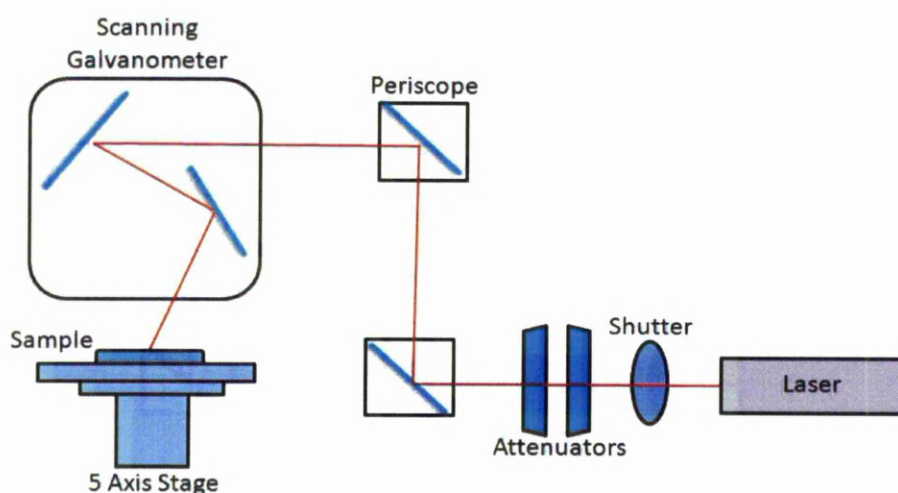 Scanning
Galvanometer
Periscope
Sample
Shutter
Laser
Attenuators
5 Axis Stage